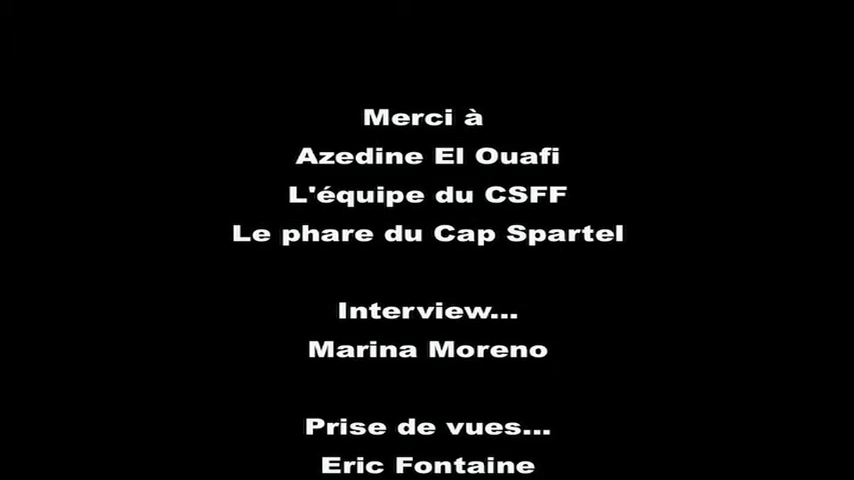 Merci à
Azedine El Ouafi
L'équipe du CSFF
Le phare du Cap Spartel
Interview...
Marina Moreno
Prise de vues...
Eric Fontaine